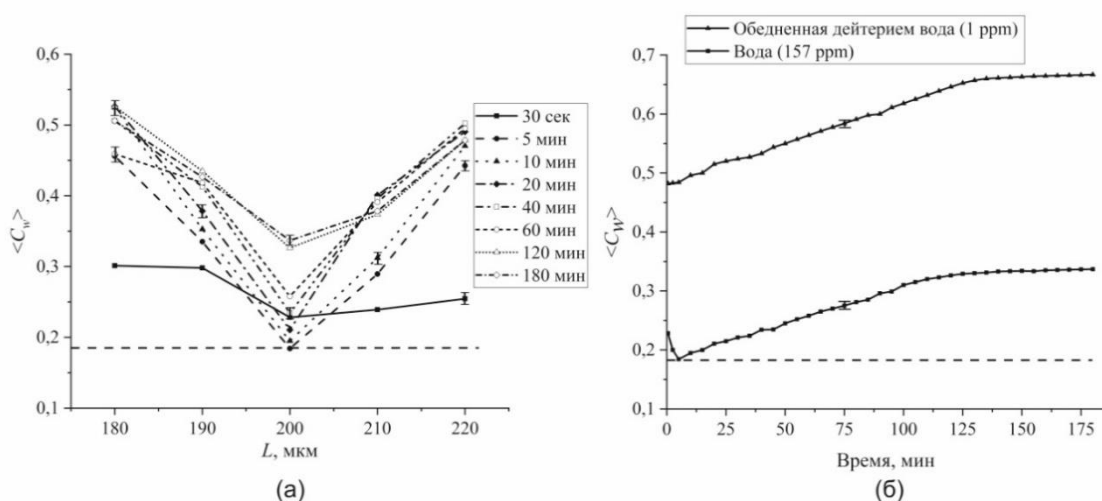 0,6
0,5
0,4
0,3
0,2
0,1
<C_w>
180 190 200 210 220
L, мкм
30 сек
5 мин
10 мин
20 мин
40 мин
60 мин
120 мин
180 мин
(а)
Обедненная дейтерием вода (1 ppm)
Вода (157 ppm)
0,7
0,6
0,5
0,4
0,3
0,2
0,1
<C_W>
0 25 50 75 100 125 150 175
Время, мин
(б)